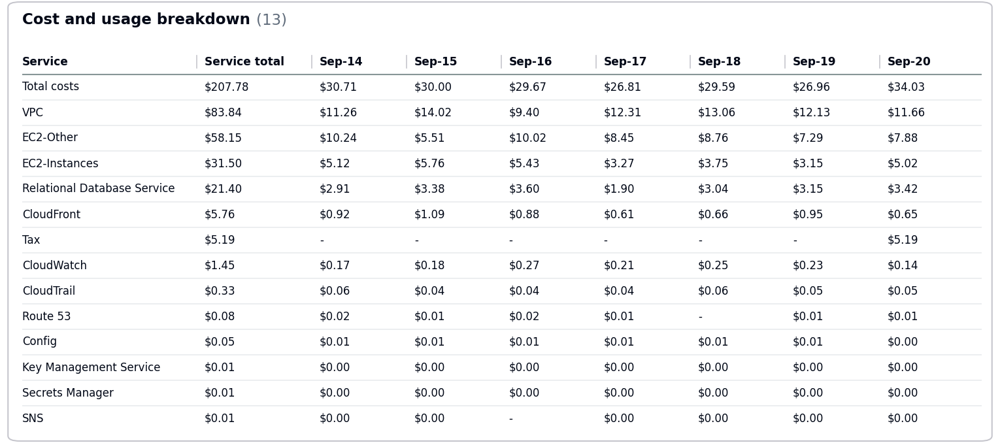 Cost and usage breakdown (13)
Service Service total Sep-14 Sep-15 Sep-16 Sep-17 Sep-18 Sep-19 Sep-20
Total costs $207.78 $30.71 $30.00 $29.67 $26.81 $29.59 $26.96 $34.03
VPC $83.84 $11.26 $14.02 $9.40 $12.31 $13.06 $12.13 $11.66
EC2-Other $58.15 $10.24 $5.51 $10.02 $8.45 $8.76 $7.29 $7.88
EC2-Instances $31.50 $5.12 $5.76 $5.43 $3.27 $3.75 $3.15 $5.02
Relational Database Service $21.40 $2.91 $3.38 $3.60 $1.90 $3.04 $3.15 $3.42
CloudFront $5.76 $0.92 $1.09 $0.88 $0.61 $0.66 $0.95 $0.65
Tax $5.19 - - - - - - $5.19
CloudWatch $1.45 $0.17 $0.18 $0.27 $0.21 $0.25 $0.23 $0.14
CloudTrail $0.33 $0.06 $0.04 $0.04 $0.04 $0.06 $0.05 $0.05
Route 53 $0.08 $0.02 $0.01 $0.02 $0.01 - $0.01 $0.01
Config $0.05 $0.01 $0.01 $0.01 $0.01 $0.01 $0.01 $0.00
Key Management Service $0.01 $0.00 $0.00 $0.00 $0.00 $0.00 $0.00 $0.00
Secrets Manager $0.01 $0.00 $0.00 $0.00 $0.00 $0.00 $0.00 $0.00
SNS $0.01 $0.00 $0.00 - $0.00 $0.00 $0.00 $0.00